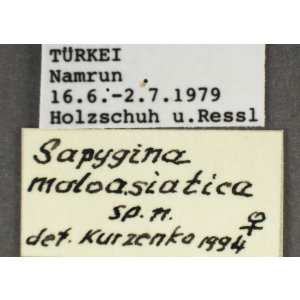 TÜRKEI
Namrun
16.6.-2.7.1979
Holzschuh u.Ressl
Sapygina
moloasiatica
sp. n. ♀
det. Kurzenko 1994